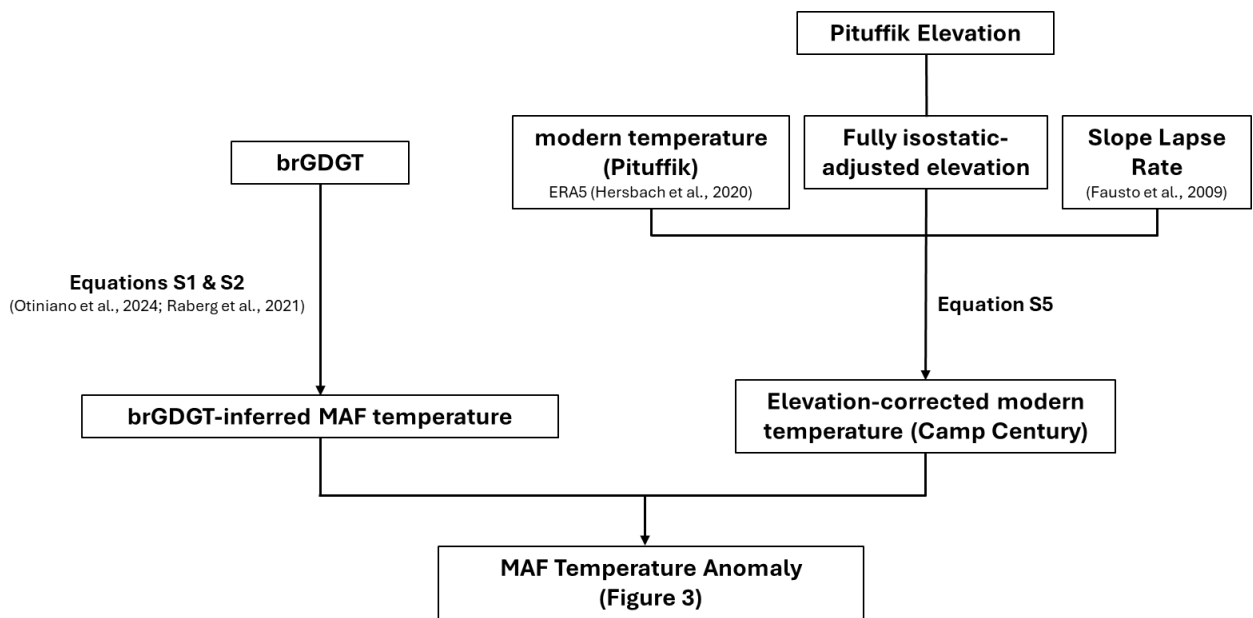 Pituffik Elevation
modern temperature
(Pituffik)
ERA5 (Hersbach et al., 2020)
Fully isostatic-
adjusted elevation
Slope Lapse
Rate
(Fausto et al., 2009)
brGDGT
Equations S1 & S2
(Otiniano et al., 2024; Raberg et al., 2021)
Equation S5
brGDGT-inferred MAF temperature
Elevation-corrected modern
temperature (Camp Century)
MAF Temperature Anomaly
(Figure 3)